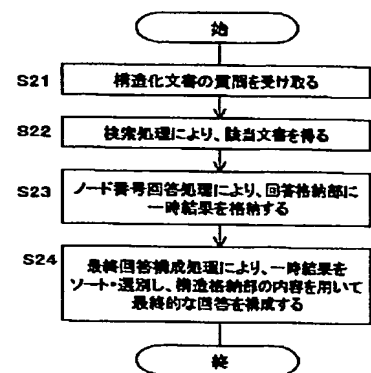 始
S21
構造化文書の質問を受け取る
S22
検索処理により、該当文書を得る
S23
ノード番号回答処理により、回答格納部に
一時結果を格納する
S24
最終回答構成処理により、一時結果を
ソート・選別し、構造格納部の内容を用いて
最終的な回答を構成する
終